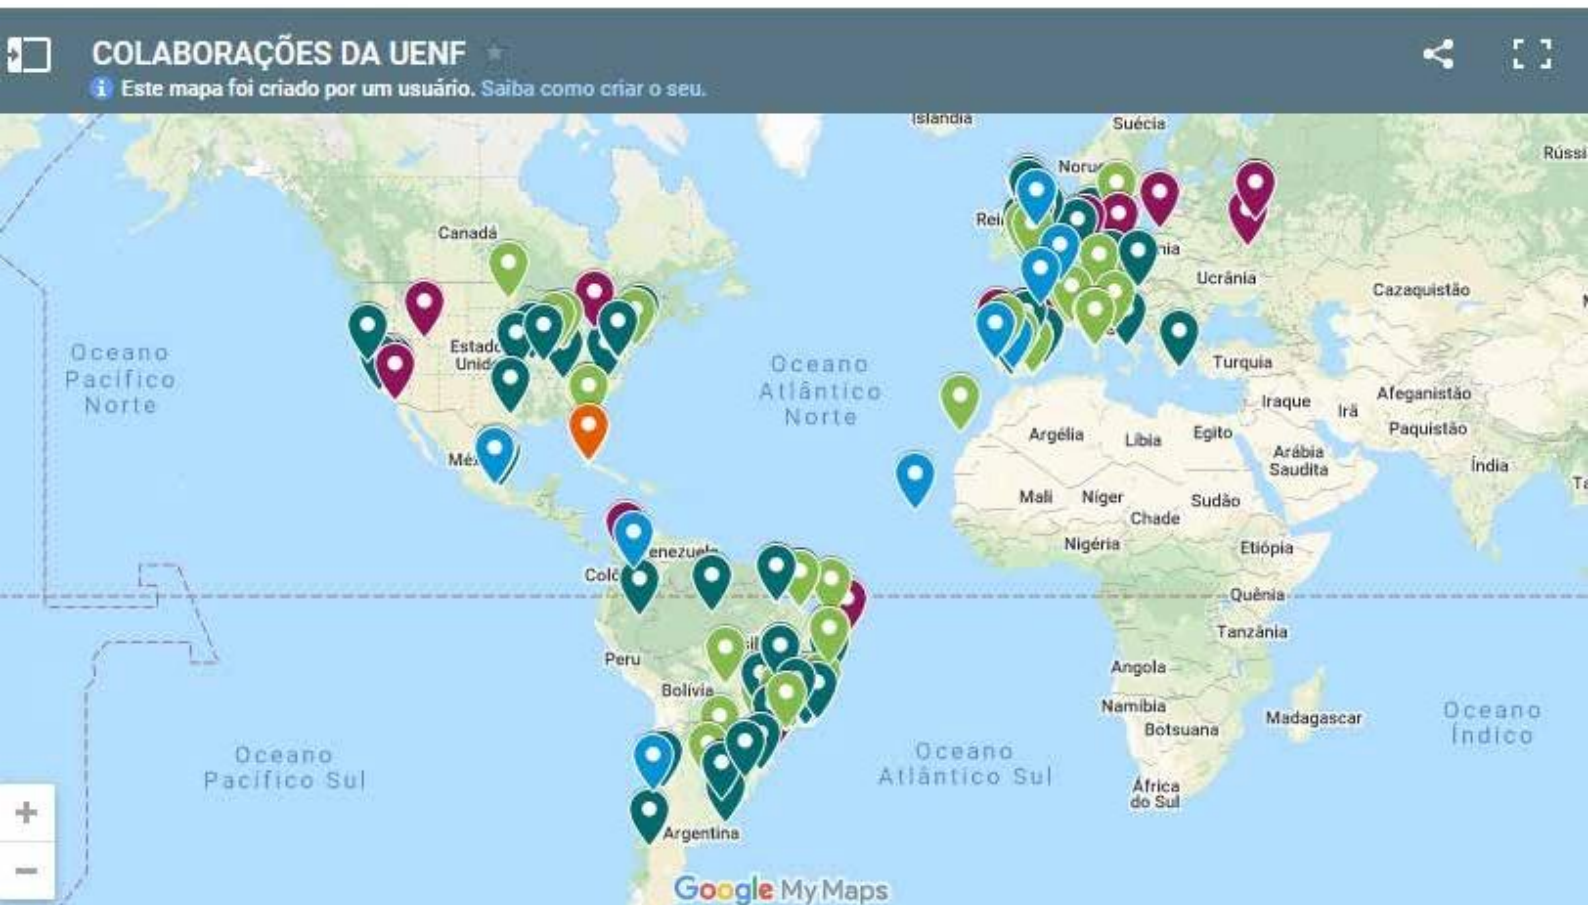 COLABORAÇÕES DA UENF
Este mapa foi criado por um usuário. Saiba como criar o seu.
Islândia
Suécia
Rússi
Canadá
Ucrânia
Cazaquistão
Oceano
Pacífico
Norte
Oceano
Atlântico
Norte
Turquia
Iraque
Irã
Afeganistão
Paquistão
Argélia
Líbia
Egito
Arábia
Saudita
Índia
Mali
Níger
Sudão
Chade
Nigéria
Etiópia
enezuela
Quênia
Tanzânia
Peru
Bolívia
Angola
Namíbia
Botsuana
Madagascar
Oceano
Índico
Oceano
Pacífico Sul
Oceano
Atlântico Sul
África
do Sul
Argentina
+
−
Google My Maps